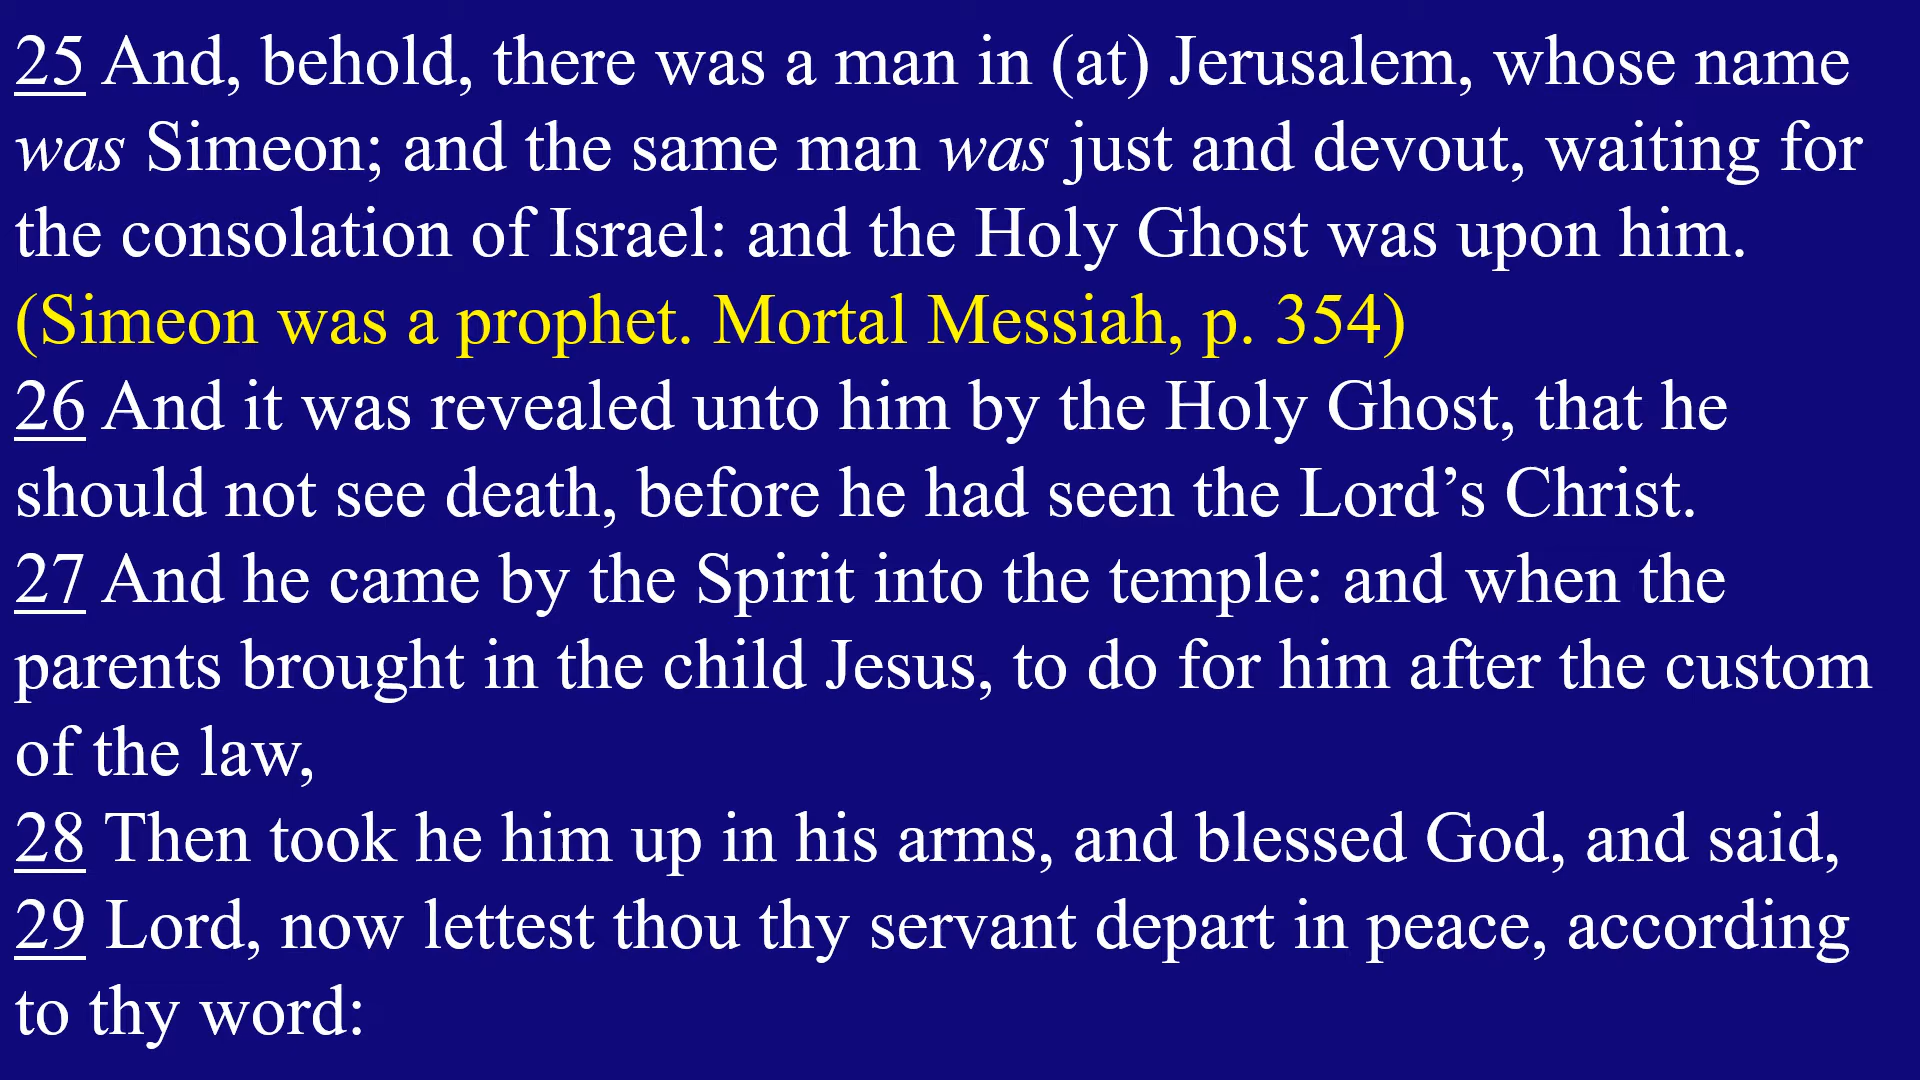 25 And, behold, there was a man in (at) Jerusalem, whose name
was Simeon; and the same man was just and devout, waiting for
the consolation of Israel: and the Holy Ghost was upon him.
(Simeon was a prophet. Mortal Messiah, p. 354)
26 And it was revealed unto him by the Holy Ghost, that he
should not see death, before he had seen the Lord’s Christ.
27 And he came by the Spirit into the temple: and when the
parents brought in the child Jesus, to do for him after the custom
of the law,
28 Then took he him up in his arms, and blessed God, and said,
29 Lord, now lettest thou thy servant depart in peace, according
to thy word: